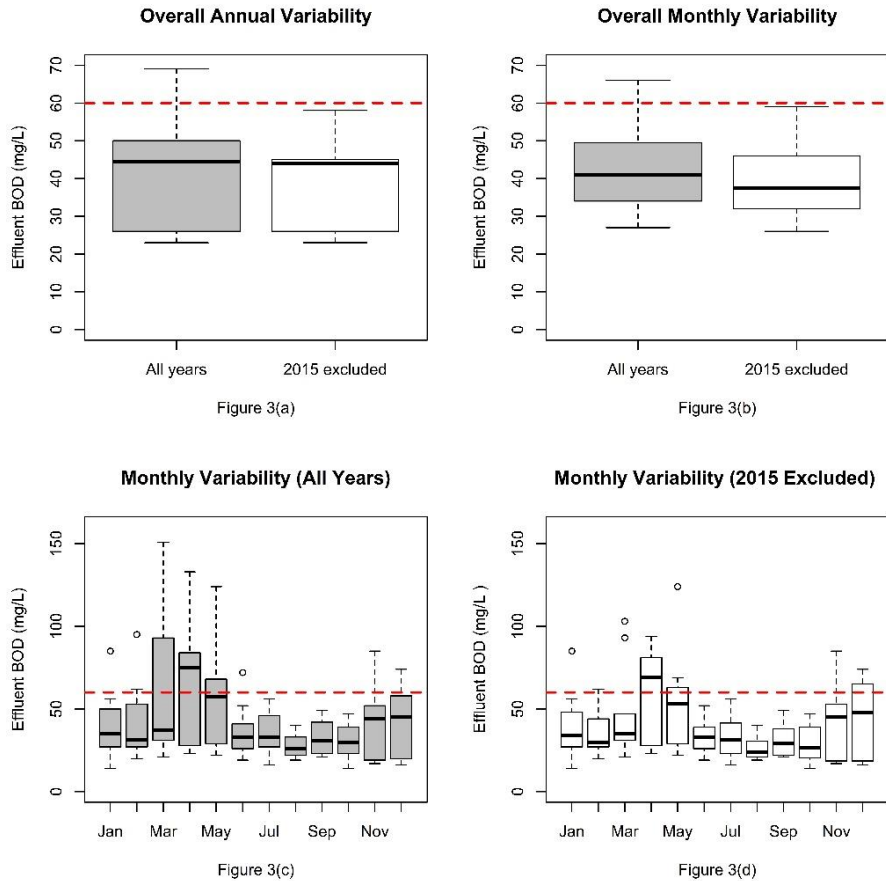 Overall Annual Variability
Effluent BOD (mg/L)
70
60
50
40
30
20
10
0
All years
2015 excluded
Figure 3(a)
Overall Monthly Variability
Effluent BOD (mg/L)
70
60
50
40
30
20
10
0
All years
2015 excluded
Figure 3(b)
Monthly Variability (All Years)
Effluent BOD (mg/L)
150
100
50
0
Jan Mar May Jul Sep Nov
Figure 3(c)
Monthly Variability (2015 Excluded)
Effluent BOD (mg/L )
150
100
50
0
Jan Mar May Jul Sep Nov
Figure 3(d)